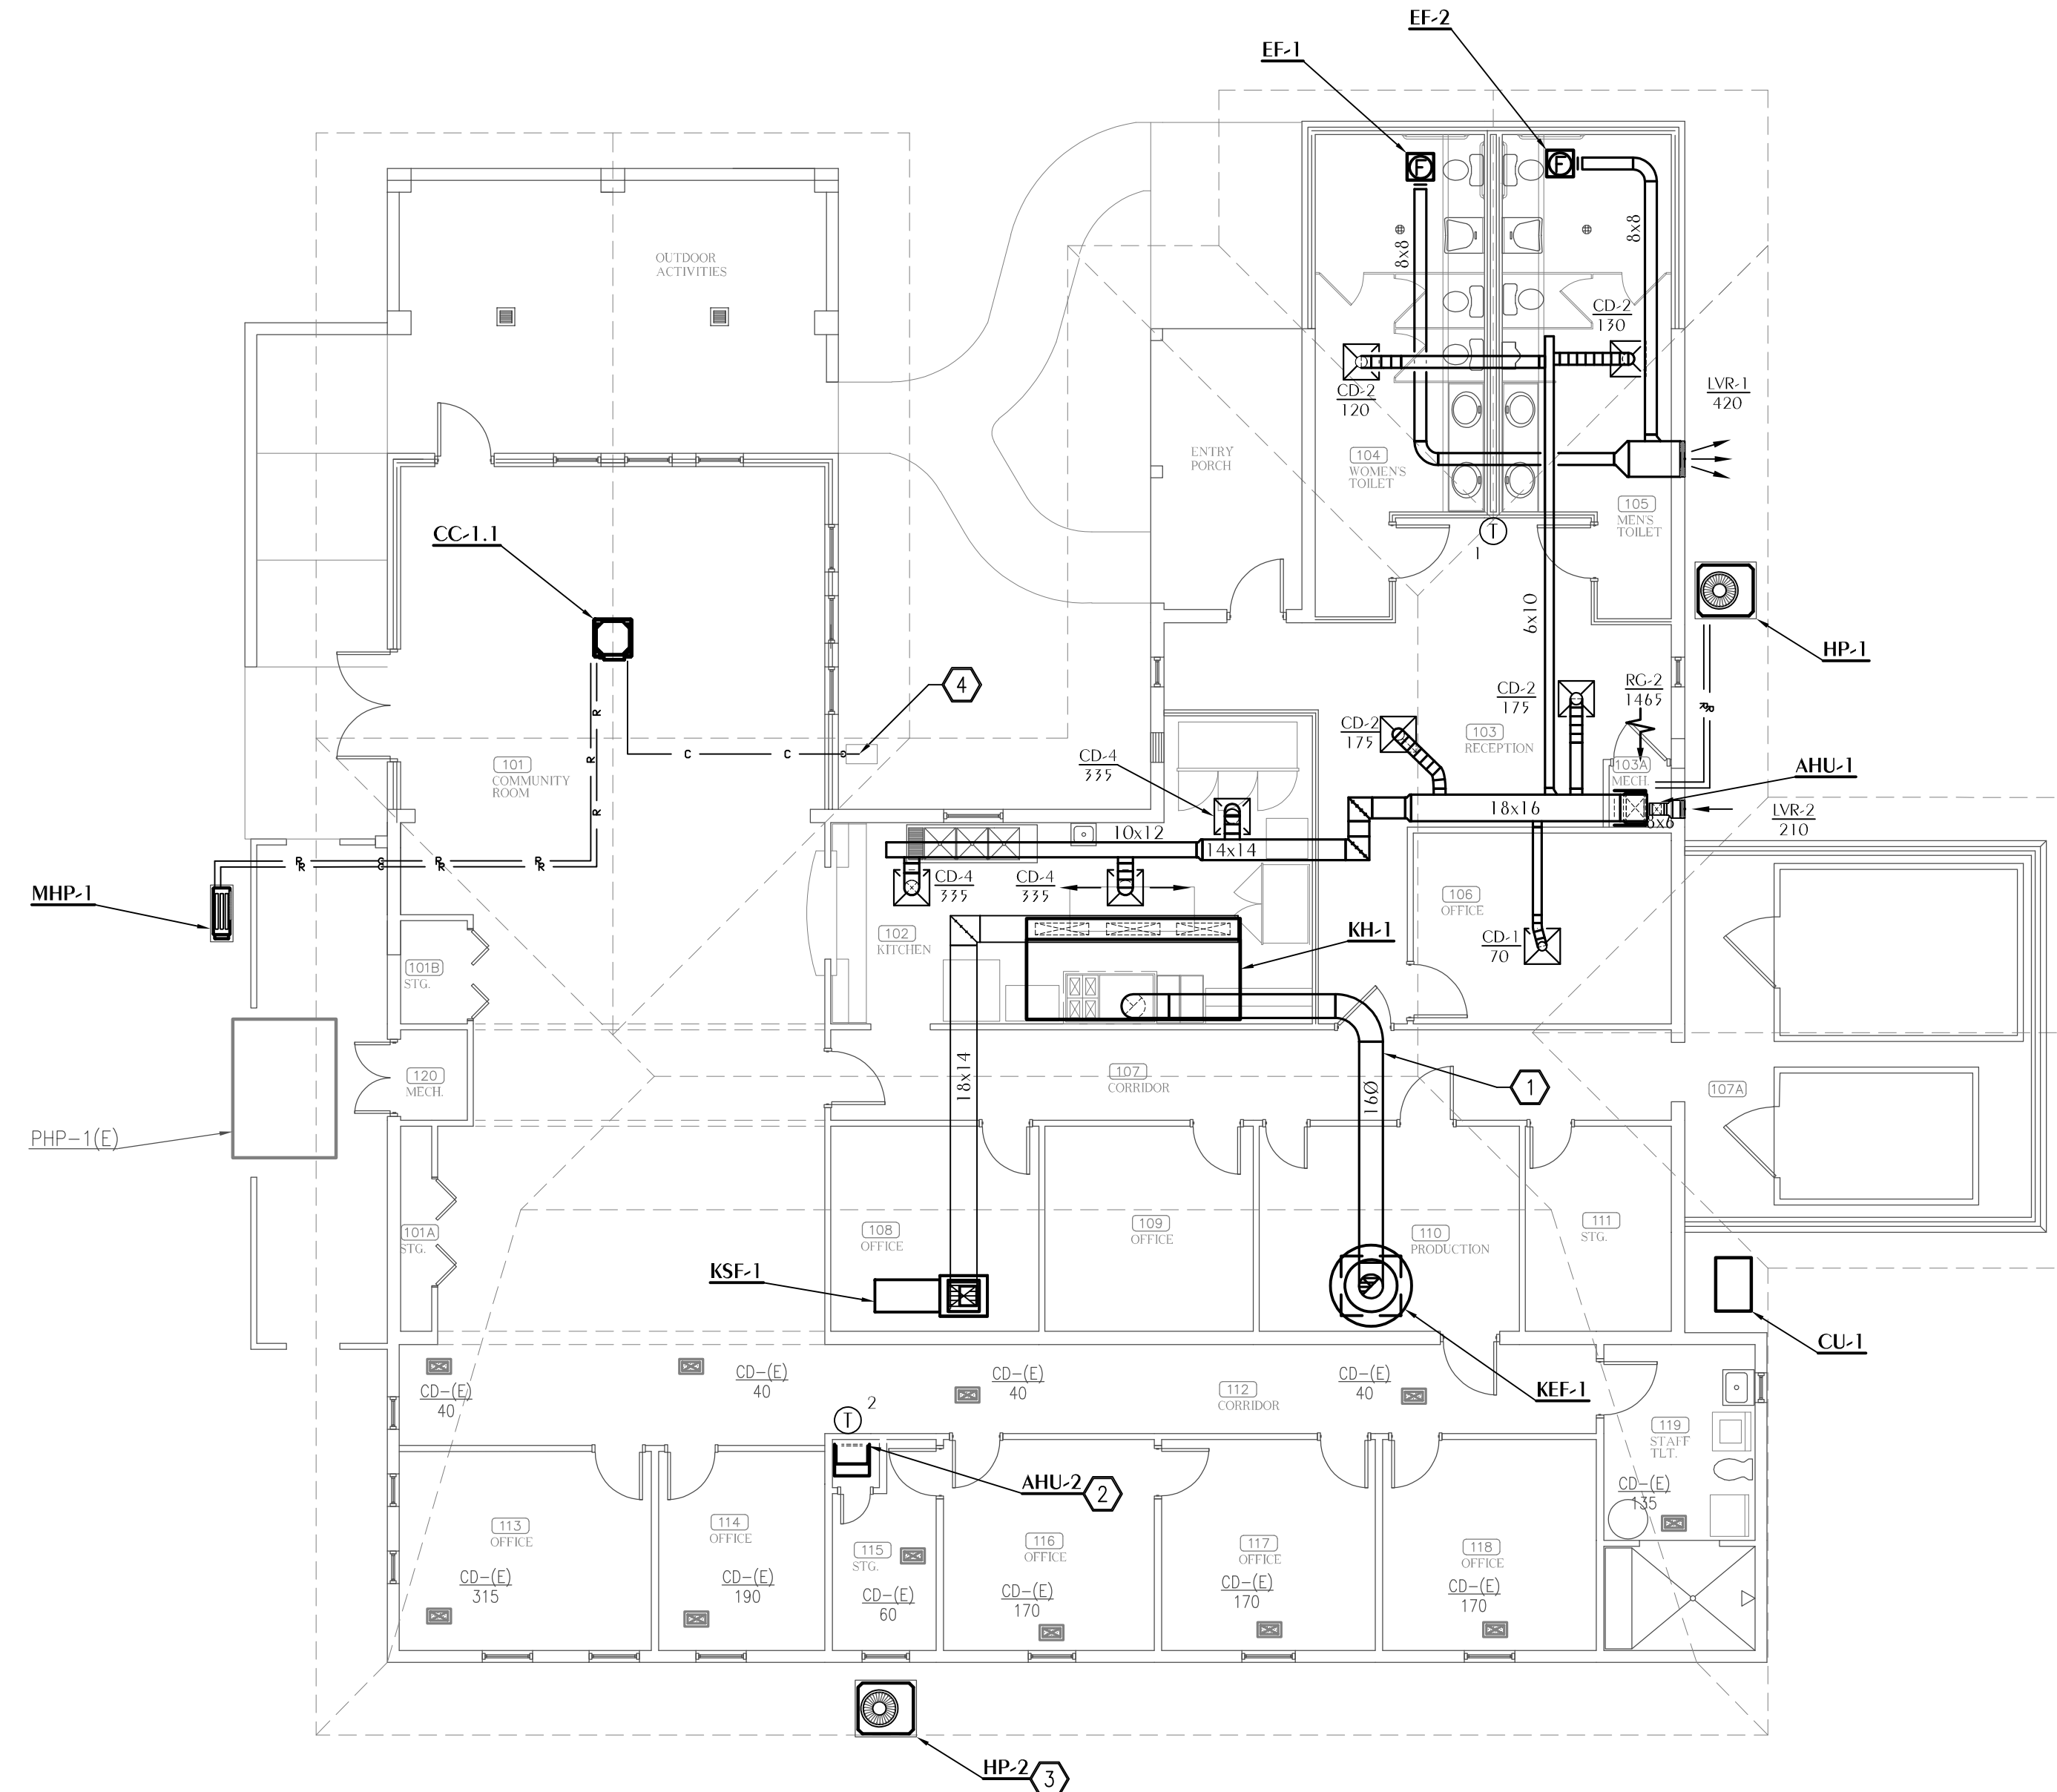 EF-2
EF-1
F
F
OUTDOOR
ACTIVITIES
8x8
8x8
CD-2
130
CD-2
120
LVR-1
420
ENTRY
PORCH
104
WOMEN'S
TOILET
105
MEN'S
TOILET
T
1
CC-1.1
6x10
HP-1
4
R
R
R
R
R
C
C
CD-2
175
RG-2
1465
CD-2
175
103
RECEPTION
101
COMMUNITY
ROOM
CD-4
335
103A
MECH.
AHU-1
18x16
6x6
LVR-2
210
10x12
14x14
R
R
R
R
R
R
CD-4
335
CD-4
335
MHP-1
106
OFFICE
102
KITCHEN
KH-1
CD-1
70
101B
STG.
18x14
16Ø
1
120
MECH.
107
CORRIDOR
107A
PHP-1(E)
101A
STG.
108
OFFICE
109
OFFICE
110
PRODUCTION
111
STG.
KSF-1
CU-1
CD-(E)
40
CD-(E)
40
CD-(E)
40
CD-(E)
40
112
CORRIDOR
KEF-1
T
2
119
STAFF
TLT.
AHU-2
2
CD-(E)
135
113
OFFICE
114
OFFICE
115
STG.
116
OFFICE
117
OFFICE
118
OFFICE
CD-(E)
315
CD-(E)
190
CD-(E)
60
CD-(E)
170
CD-(E)
170
CD-(E)
170
HP-2
3